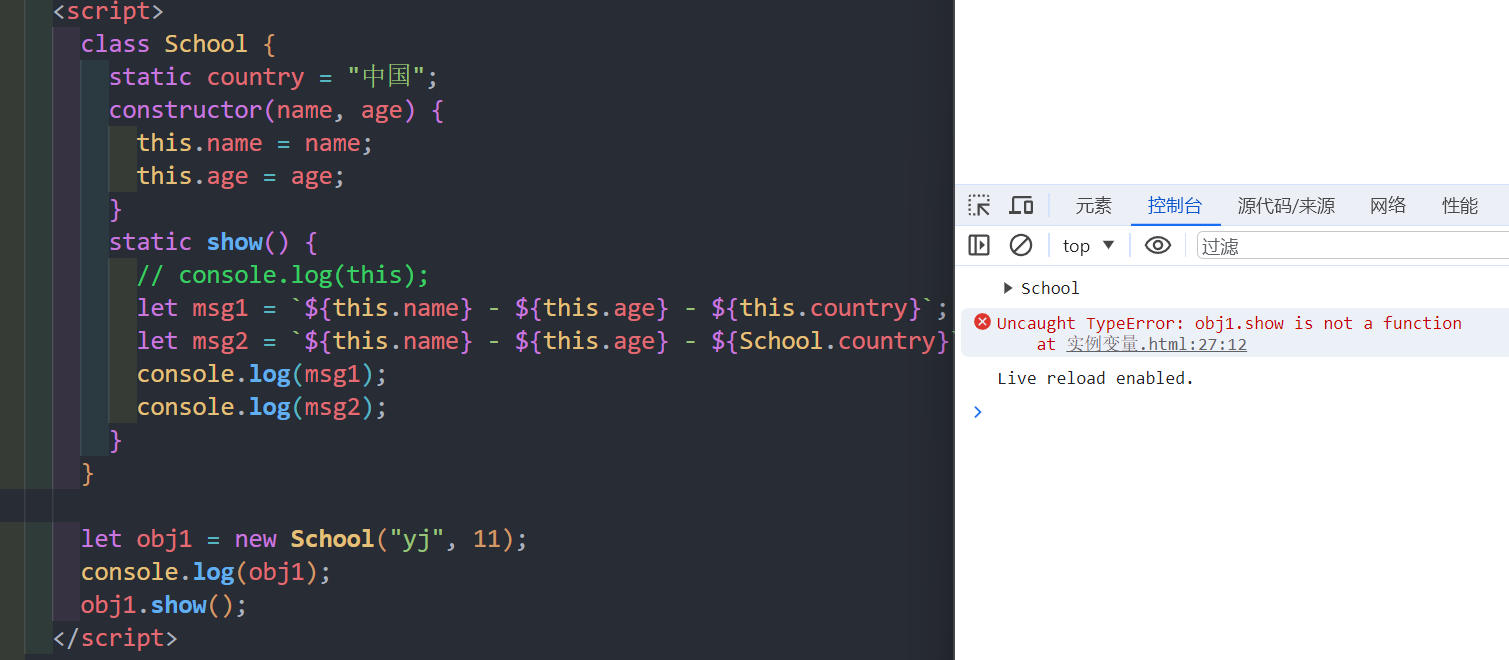 <script>
class School {
static country = "中国";
constructor(name, age) {
this.name = name;
this.age = age;
}
static show() {
// console.log(this);
let msg1 = `${this.name} - ${this.age} - ${this.country}`;
let msg2 = `${this.name} - ${this.age} - ${School.country}`
console.log(msg1);
console.log(msg2);
}
}
let obj1 = new School("yj", 11);
console.log(obj1);
obj1.show();
</script>
元素 控制台 源代码/来源 网络 性能
top ▼ 过滤
▶ School
Uncaught TypeError: obj1.show is not a function
at 实例变量.html:27:12
Live reload enabled.
>